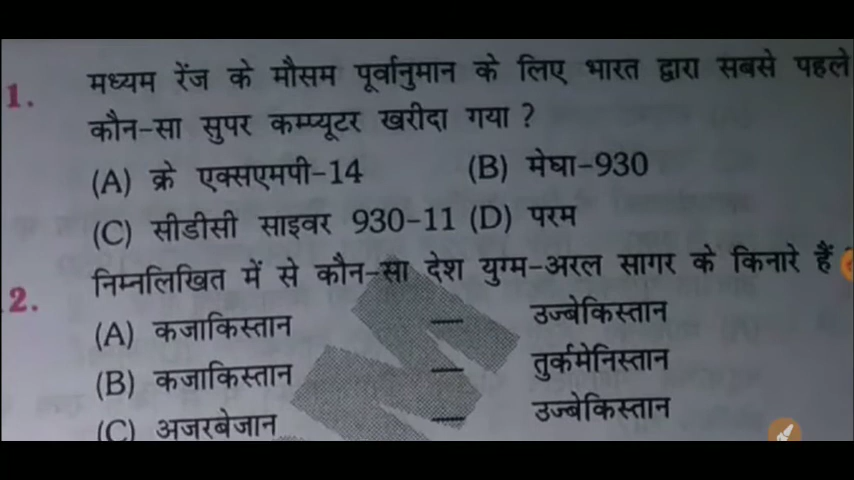 1. मध्यम रेंज के मौसम पूर्वानुमान के लिए भारत द्वारा सबसे पहले
कौन-सा सुपर कम्प्यूटर खरीदा गया ?
(A) क्रे एक्सएमपी-14 (B) मेघा-930
(C) सीडीसी साइवर 930-11 (D) परम
2. निम्नलिखित में से कौन-सा देश युग्म-अरल सागर के किनारे हैं
(A) कजाकिस्तान — उज्बेकिस्तान
(B) कजाकिस्तान — तुर्कमेनिस्तान
(C) अजरबेजान — उज्बेकिस्तान